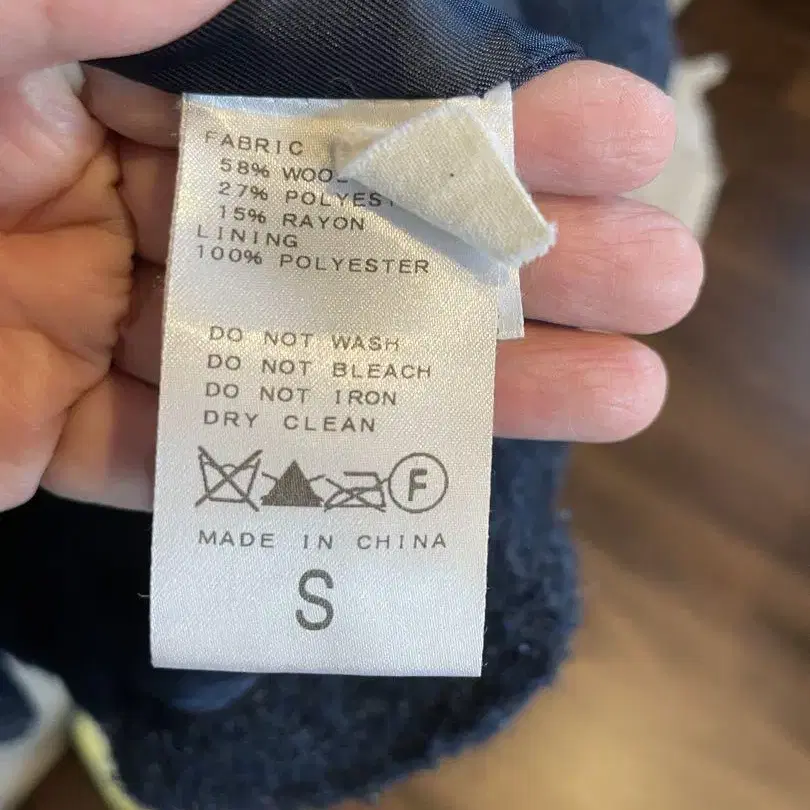 FABRIC
58% WOO
27% POLYES
15% RAYON
LINING
100% POLYESTER
DO NOT WASH
DO NOT BLEACH
DO NOT IRON
DRY CLEAN
F
MADE IN CHINA
S